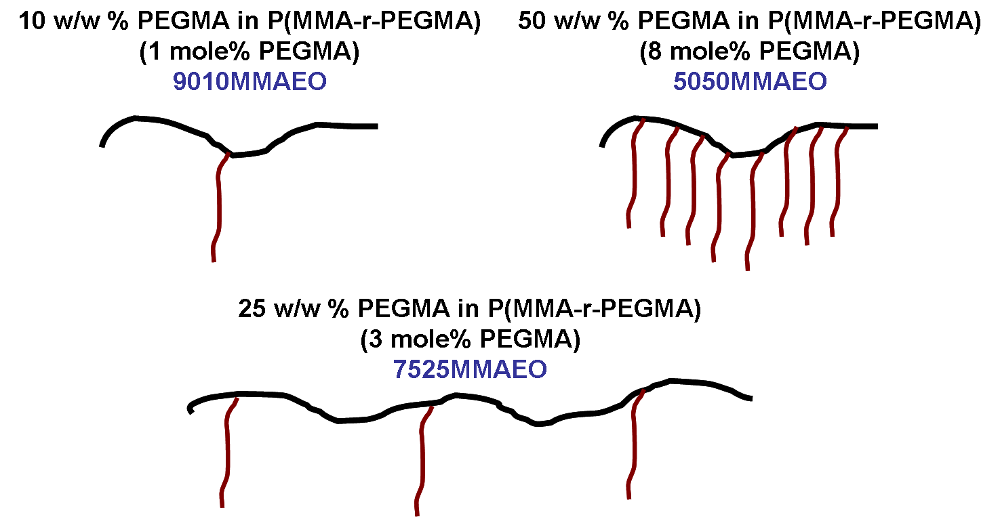 10 w/w % PEGMA in P(MMA-r-PEGMA)
(1 mole% PEGMA)
9010MMAEO
50 w/w % PEGMA in P(MMA-r-PEGMA)
(8 mole% PEGMA)
5050MMAEO
25 w/w % PEGMA in P(MMA-r-PEGMA)
(3 mole% PEGMA)
7525MMAEO